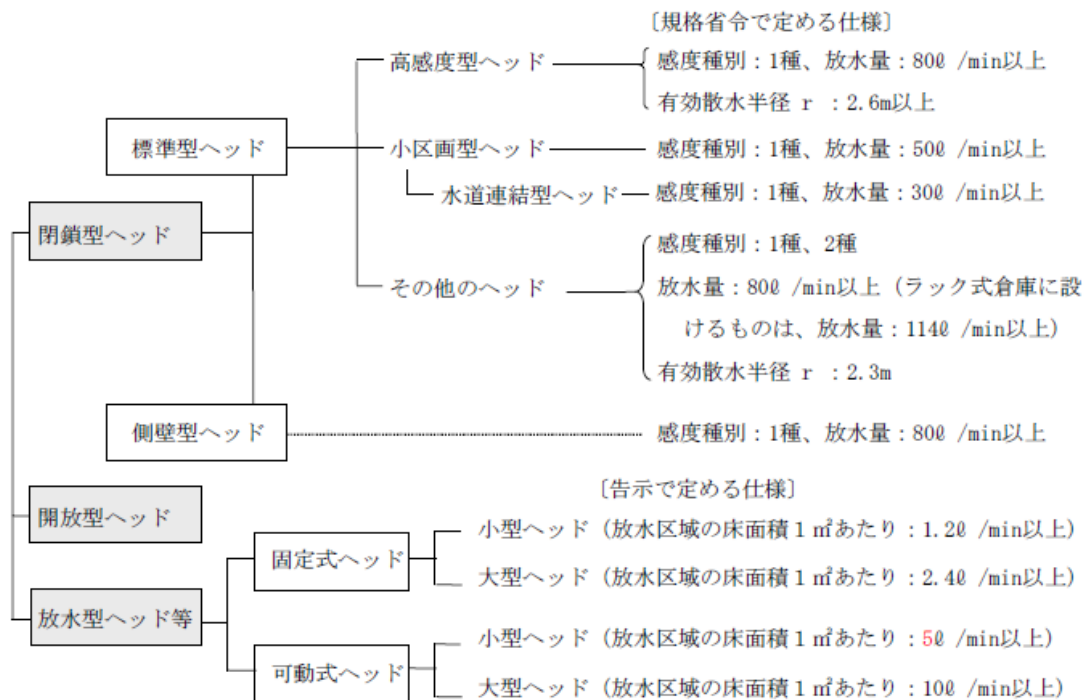 〔規格省令で定める仕様〕
高感度型ヘッド
感度種別：1種、放水量：80ℓ /min以上
有効散水半径 r ：2.6m以上
標準型ヘッド
小区画型ヘッド
感度種別：1種、放水量：50ℓ /min以上
水道連結型ヘッド
感度種別：1種、放水量：30ℓ /min以上
閉鎖型ヘッド
感度種別：1種、2種
その他のヘッド
放水量：80ℓ /min以上（ラック式倉庫に設
けるものは、放水量：114ℓ /min以上）
有効散水半径 r ：2.3m
側壁型ヘッド
感度種別：1種、放水量：80ℓ /min以上
〔告示で定める仕様〕
開放型ヘッド
固定式ヘッド
小型ヘッド（放水区域の床面積１㎡あたり：1.2ℓ /min以上）
大型ヘッド（放水区域の床面積１㎡あたり：2.4ℓ /min以上）
放水型ヘッド等
可動式ヘッド
小型ヘッド（放水区域の床面積１㎡あたり：5ℓ /min以上）
大型ヘッド（放水区域の床面積１㎡あたり：10ℓ /min以上）